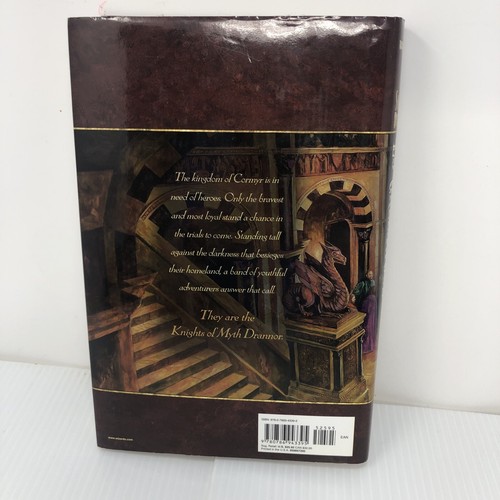 The kingdom of Cormyr is in
need of heroes. Only the bravest
and most loyal stand a chance in
the trials to come. Standing tall
against the darkness that besieges
their homeland, a band of youthful
adventurers answer that call.
They are the
Knights of Myth Drannor.
52595